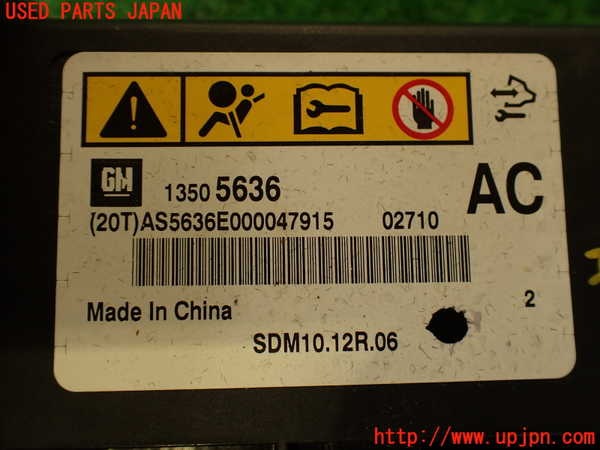 USED PARTS JAPAN
GM
1350 5636
AC
(20T)AS5636E000047915 02710
Made In China
2
SDM10.12R.06
http://www.upjpn.com/